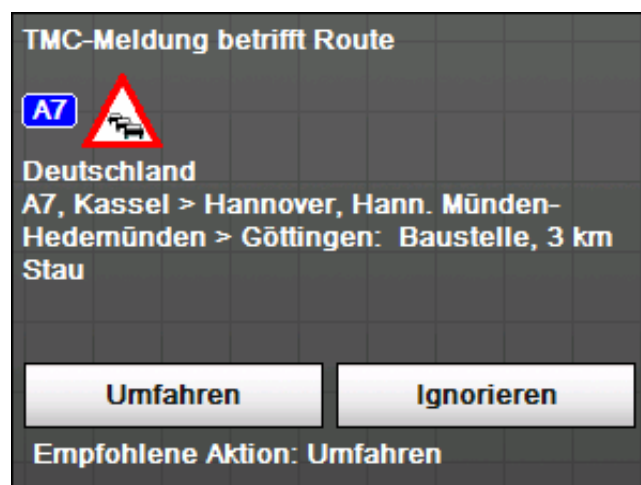 TMC-Meldung betrifft Route
A7
Deutschland
A7, Kassel > Hannover, Hann. Münden-
Hedemünden > Göttingen: Baustelle, 3 km
Stau
Umfahren Ignorieren
Empfohlene Aktion: Umfahren